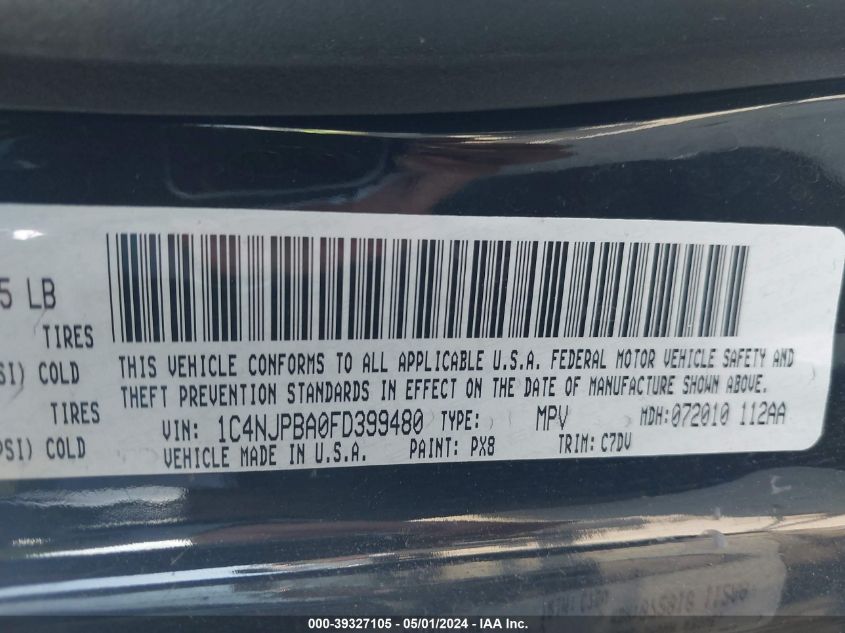 5 LB
TIRES
SI) COLD
TIRES
PSI) COLD
THIS VEHICLE CONFORMS TO ALL APPLICABLE U.S.A. FEDERAL MOTOR VEHICLE SAFETY AND
THEFT PREVENTION STANDARDS IN EFFECT ON THE DATE OF MANUFACTURE SHOWN ABOVE.
VIN: 1C4NJPBA0FD399480 TYPE: MPV MDH:072010 112AA
VEHICLE MADE IN U.S.A. PAINT: PX8 TRIM: C7DV
000-39327105 - 05/01/2024 - IAA Inc.